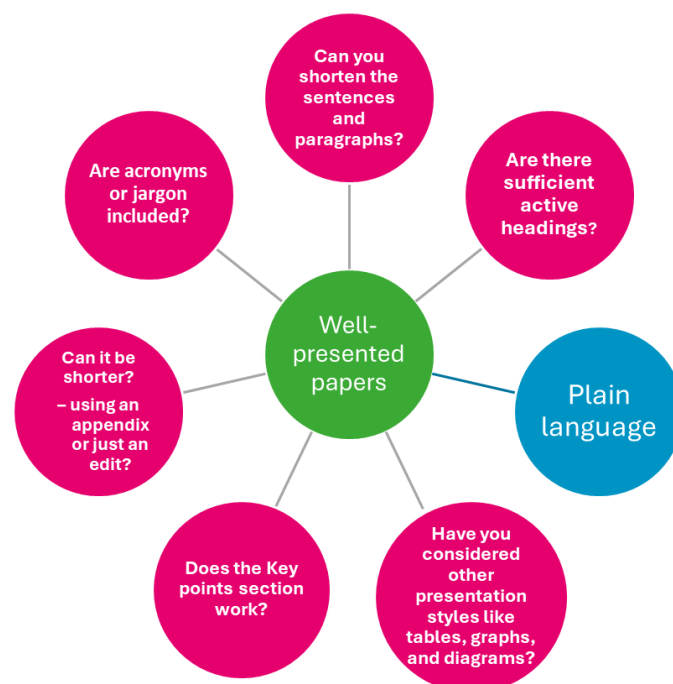 Can you
shorten the
sentences
and
paragraphs?
Are there
sufficient
active
headings?
Plain
language
Have you
considered
other
presentation
styles like
tables, graphs,
and diagrams?
Does the Key
points section
work?
Can it be
shorter?
– using an
appendix
or just an
edit?
Are acronyms
or jargon
included?
Well-
presented
papers